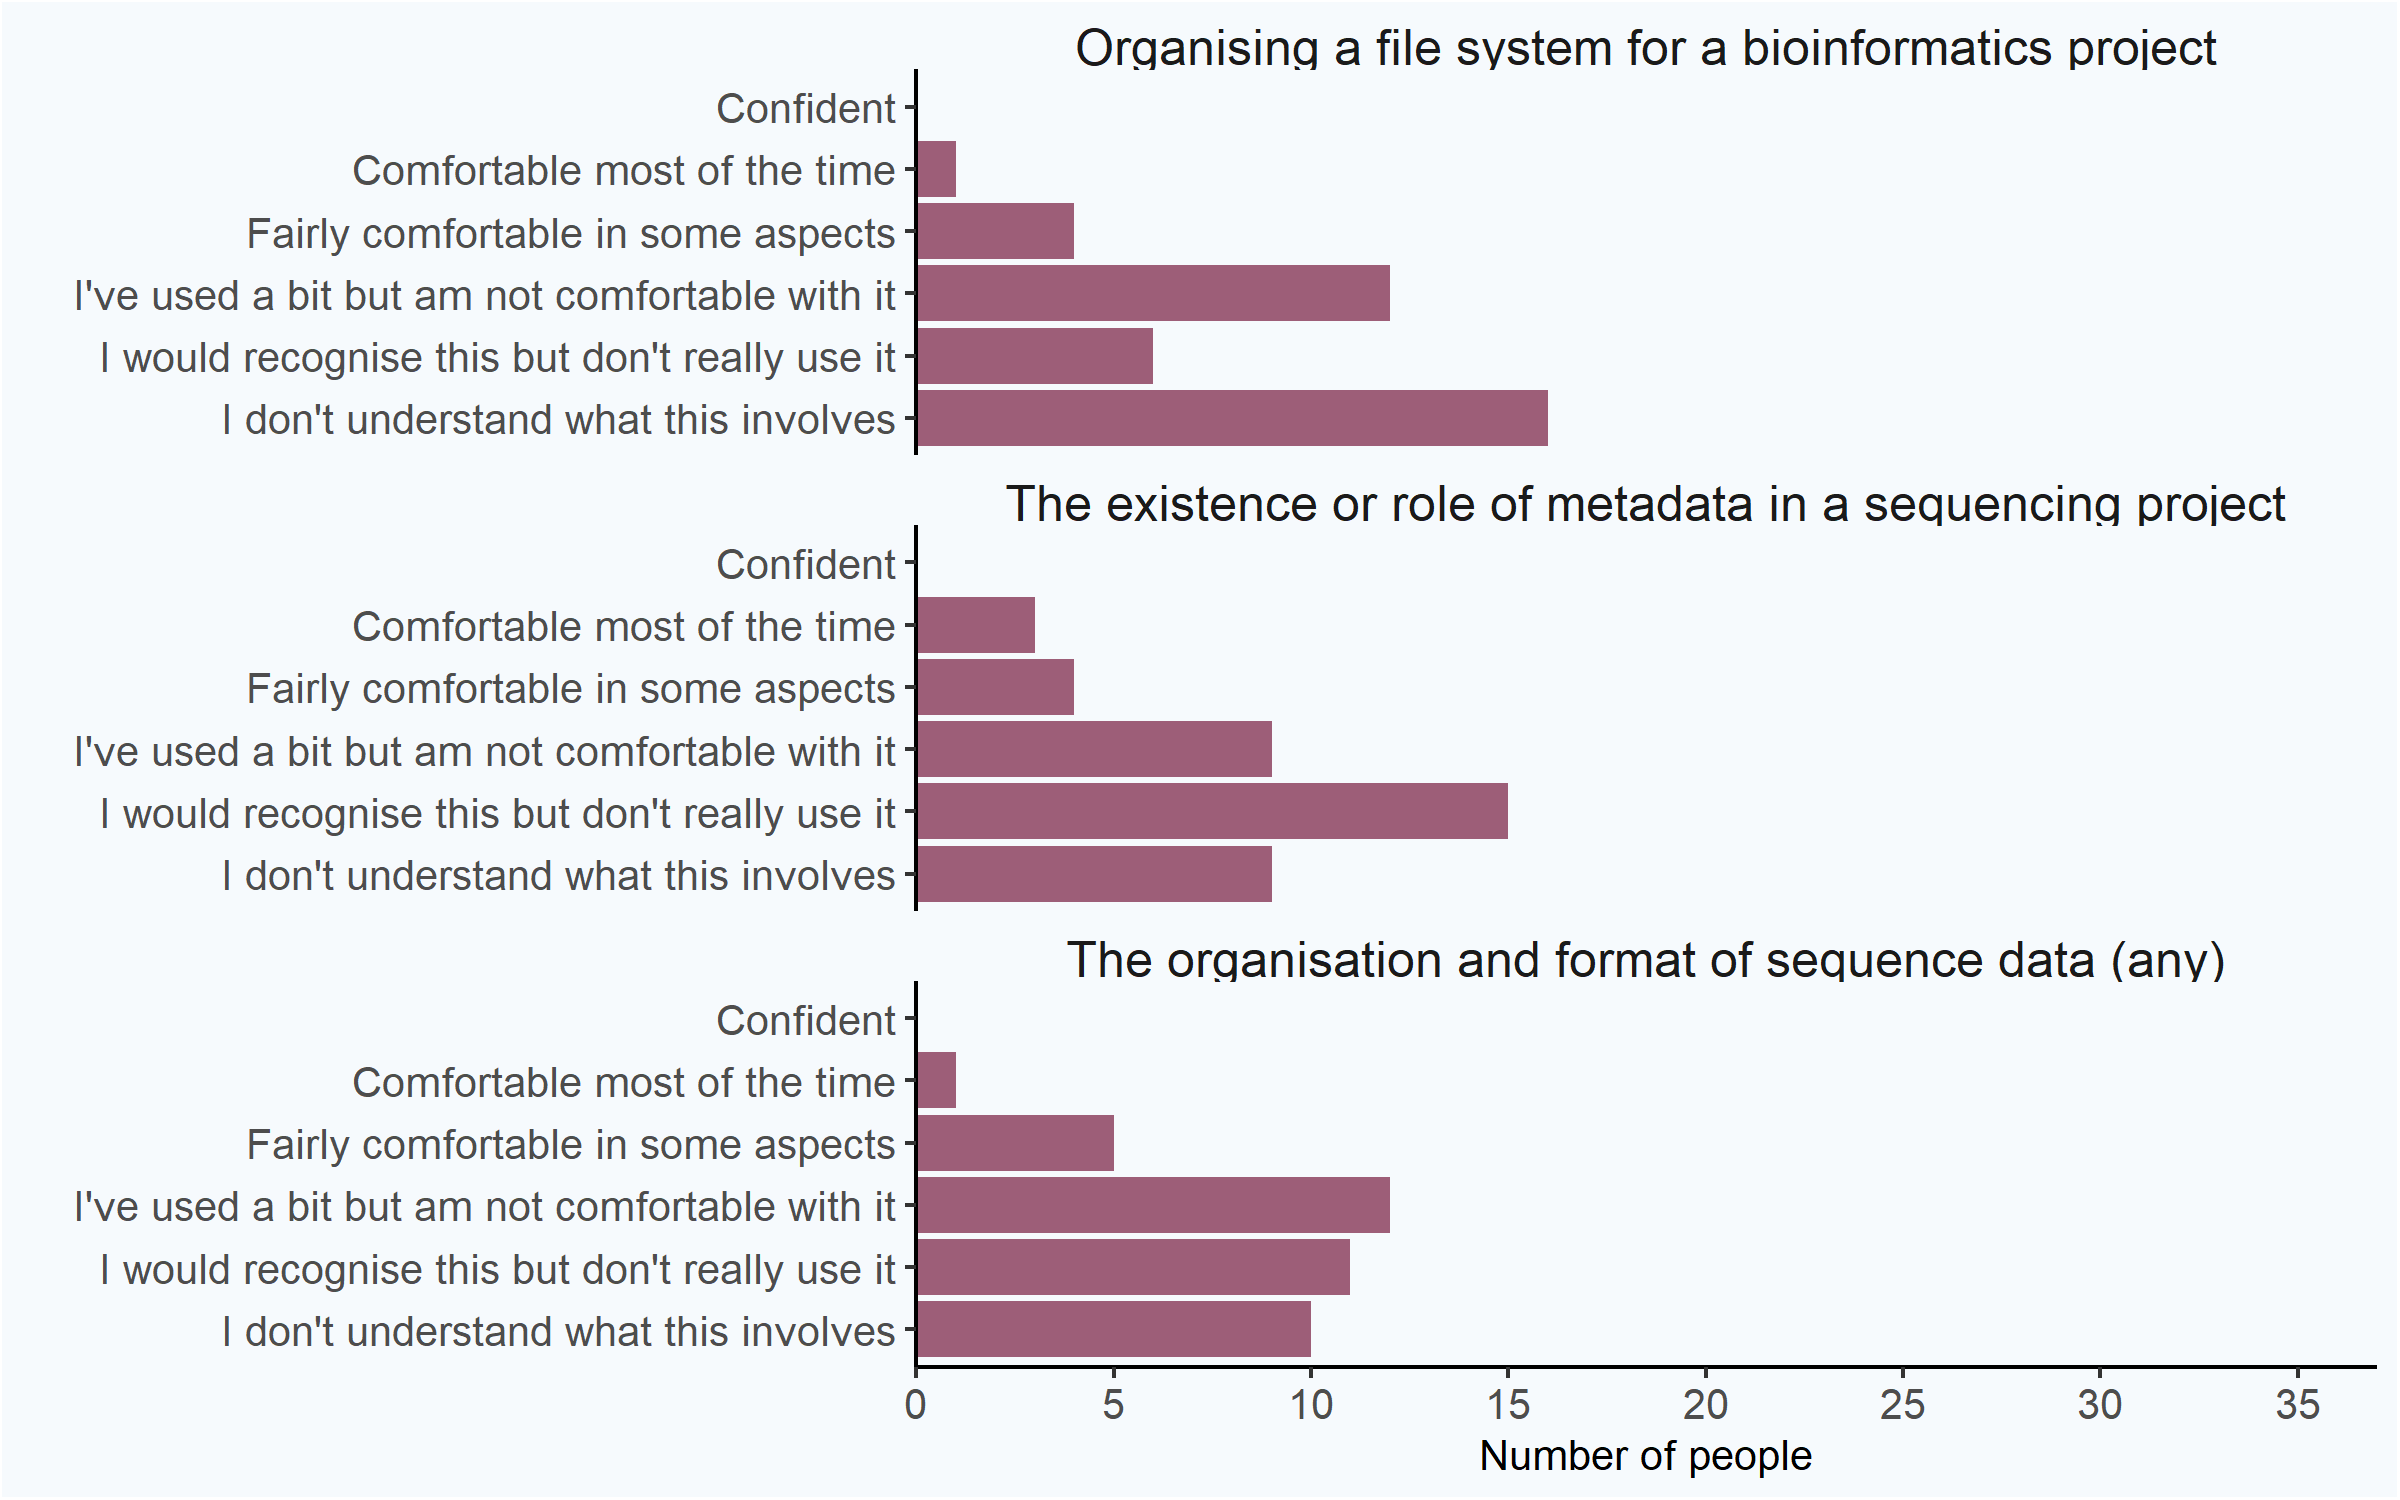 Organising a file system for a bioinformatics project
Confident
Comfortable most of the time
Fairly comfortable in some aspects
I've used a bit but am not comfortable with it
I would recognise this but don't really use it
I don't understand what this involves
The existence or role of metadata in a sequencing project
Confident
Comfortable most of the time
Fairly comfortable in some aspects
I've used a bit but am not comfortable with it
I would recognise this but don't really use it
I don't understand what this involves
The organisation and format of sequence data (any)
Confident
Comfortable most of the time
Fairly comfortable in some aspects
I've used a bit but am not comfortable with it
I would recognise this but don't really use it
I don't understand what this involves
0 5 10 15 20 25 30 35
Number of people